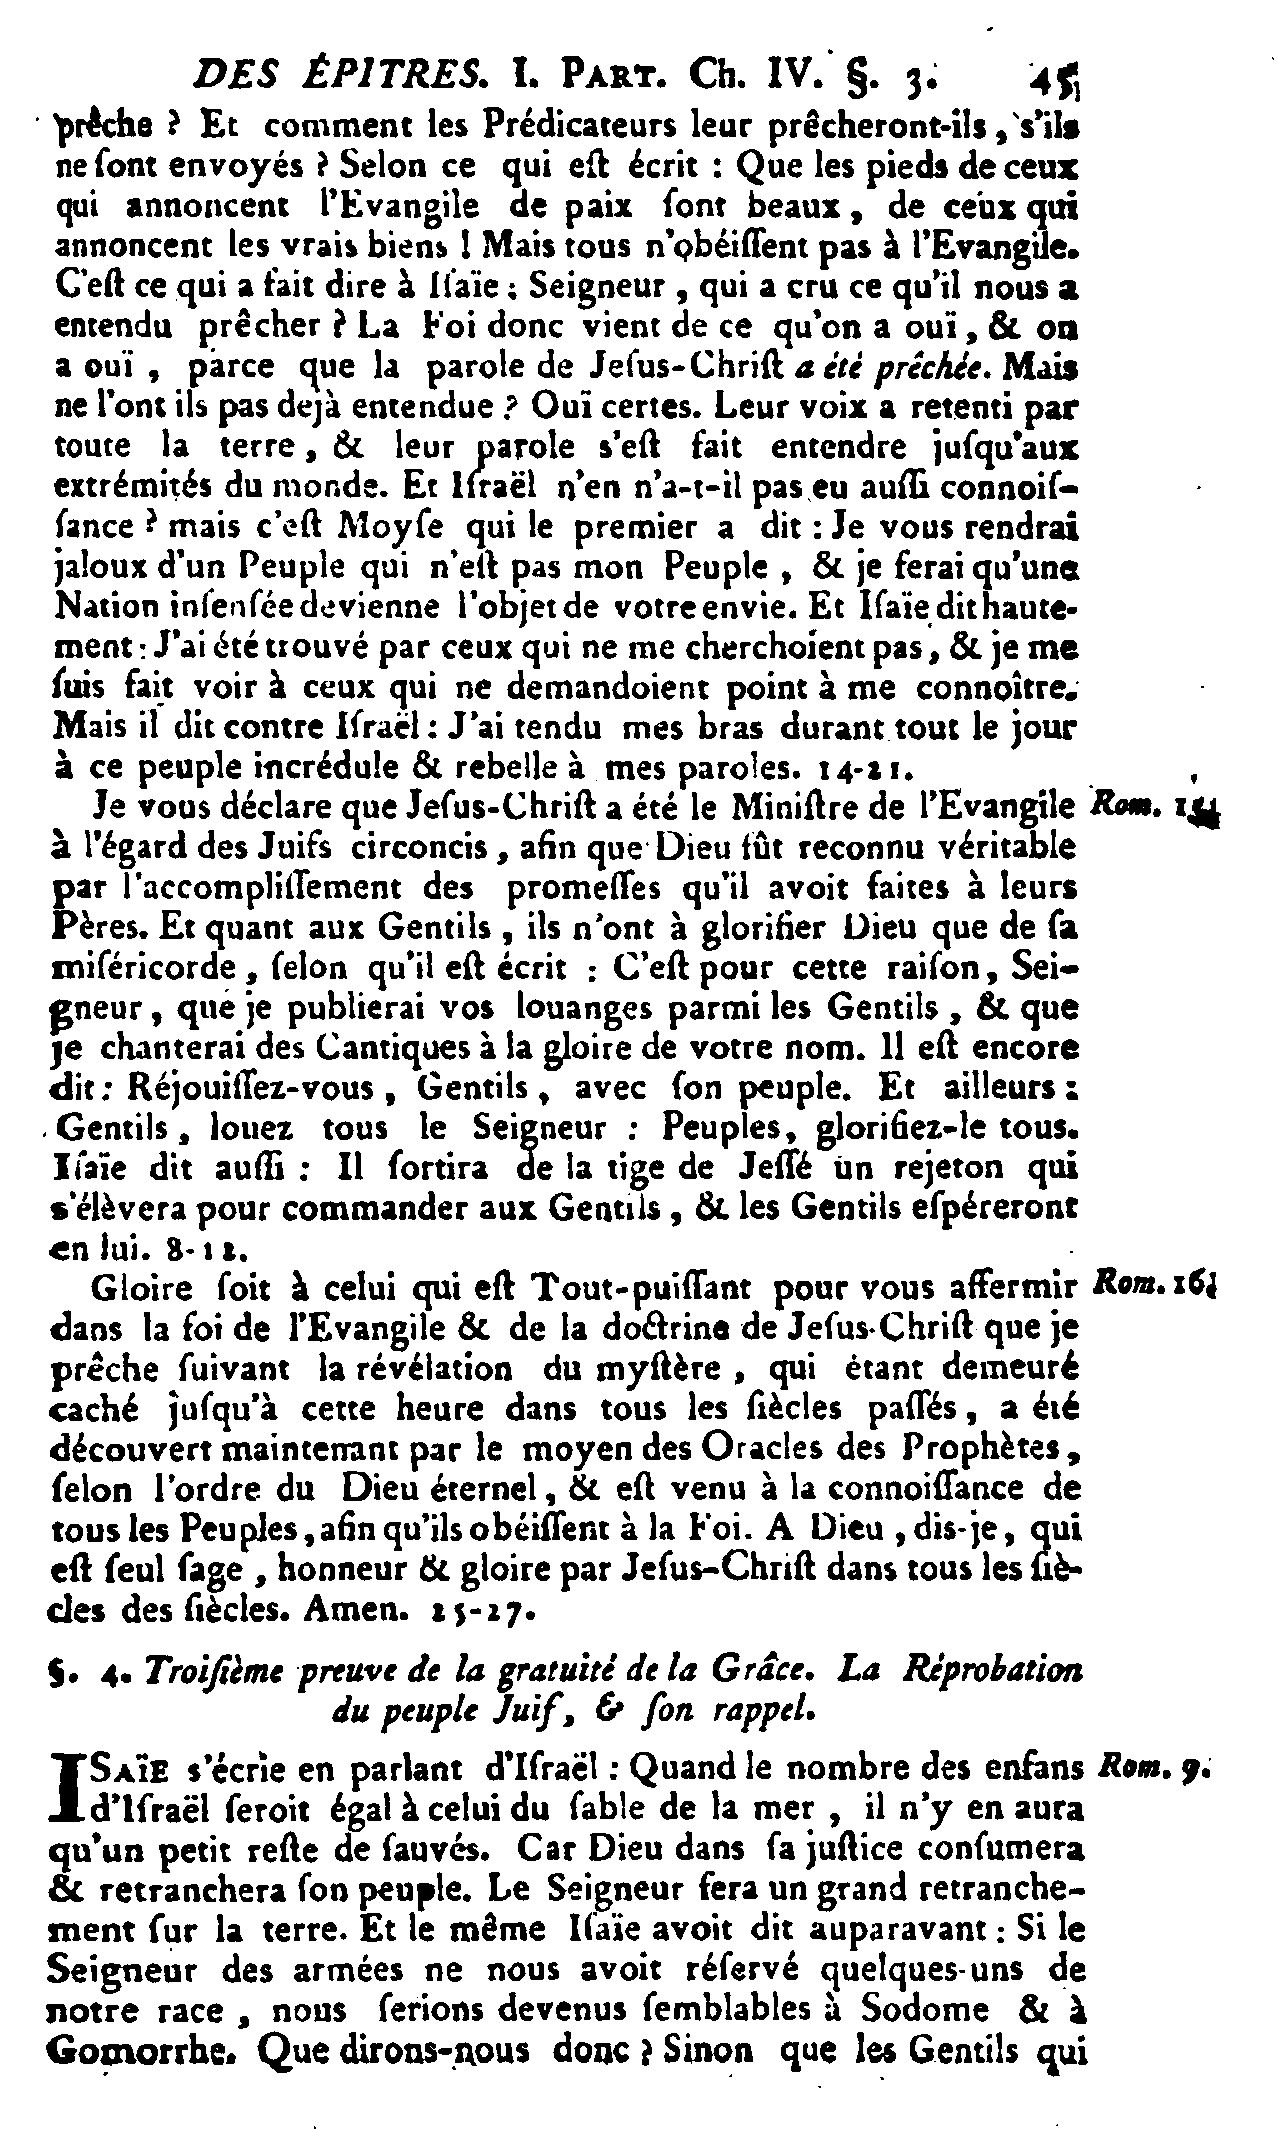 DES ÉPITRES. I. PART. Ch. IV. §. 3. 45
prêche ? Et comment les Prédicateurs leur prêcheront-ils, s'ils
ne ſont envoyés ? Selon ce qui eſt écrit : Que les pieds de ceux
qui annoncent l'Evangile de paix ſont beaux, de ceux qui
annoncent les vrais biens ! Mais tous n'obéiſſent pas à l'Evangile.
C'eſt ce qui a fait dire à Iſaïe : Seigneur, qui a cru ce qu'il nous a
entendu prêcher ? La Foi donc vient de ce qu'on a ouï, & on
a ouï, parce que la parole de Jeſus-Chriſt a été prêchée. Mais
ne l'ont ils pas dejà entendue ? Ouï certes. Leur voix a retenti par
toute la terre, & leur parole s'eſt fait entendre juſqu'aux
extrémités du monde. Et Iſraël n'en n'a-t-il pas eu auſſi connoiſ-
ſance ? mais c'eſt Moyſe qui le premier a dit : Je vous rendrai
jaloux d'un Peuple qui n'eſt pas mon Peuple, & je ferai qu'une
Nation inſenſée devienne l'objet de votre envie. Et Iſaïe dit haute-
ment : J'ai été trouvé par ceux qui ne me cherchoient pas, & je me
ſuis fait voir à ceux qui ne demandoient point à me connoître.
Mais il dit contre Iſraël : J'ai tendu mes bras durant tout le jour
à ce peuple incrédule & rebelle à mes paroles. 14-21.
Je vous déclare que Jeſus-Chriſt a été le Miniſtre de l'Evangile Rom.
à l'égard des Juifs circoncis, afin que Dieu fût reconnu véritable
par l'accompliſſement des promeſſes qu'il avoit faites à leurs
Pères. Et quant aux Gentils, ils n'ont à glorifier Dieu que de ſa
miſéricorde, ſelon qu'il eſt écrit : C'eſt pour cette raiſon, Sei-
gneur, que je publierai vos louanges parmi les Gentils, & que
je chanterai des Cantiques à la gloire de votre nom. Il eſt encore
dit : Réjouiſſez-vous, Gentils, avec ſon peuple. Et ailleurs :
Gentils, louez tous le Seigneur : Peuples, glorifiez-le tous.
Iſaïe dit auſſi : Il ſortira de la tige de Jeſſé un rejeton qui
s'élèvera pour commander aux Gentils, & les Gentils eſpéreront
en lui. 8-12.
Gloire ſoit à celui qui eſt Tout-puiſſant pour vous affermir Rom. 16.
dans la foi de l'Evangile & de la doctrine de Jeſus-Chriſt que je
prêche ſuivant la révélation du myſtère, qui étant demeuré
caché juſqu'à cette heure dans tous les ſiècles paſſés, a été
découvert maintenant par le moyen des Oracles des Prophètes,
ſelon l'ordre du Dieu éternel, & eſt venu à la connoiſſance de
tous les Peuples, afin qu'ils obéiſſent à la Foi. A Dieu, dis-je, qui
eſt ſeul ſage, honneur & gloire par Jeſus-Chriſt dans tous les ſiè-
cles des ſiècles. Amen. 25-27.
§. 4. Troiſième preuve de la gratuité de la Grâce. La Réprobation
du peuple Juif, & ſon rappel.
ISAÏE s'écrie en parlant d'Iſraël : Quand le nombre des enfans Rom. 9.
d'Iſraël ſeroit égal à celui du ſable de la mer, il n'y en aura
qu'un petit reſte de ſauvés. Car Dieu dans ſa juſtice conſumera
& retranchera ſon peuple. Le Seigneur fera un grand retranche-
ment ſur la terre. Et le même Iſaïe avoit dit auparavant : Si le
Seigneur des armées ne nous avoit réſervé quelques-uns de
notre race, nous ſerions devenus ſemblables à Sodome & à
Gomorrhe. Que dirons-nous donc ? Sinon que les Gentils qui